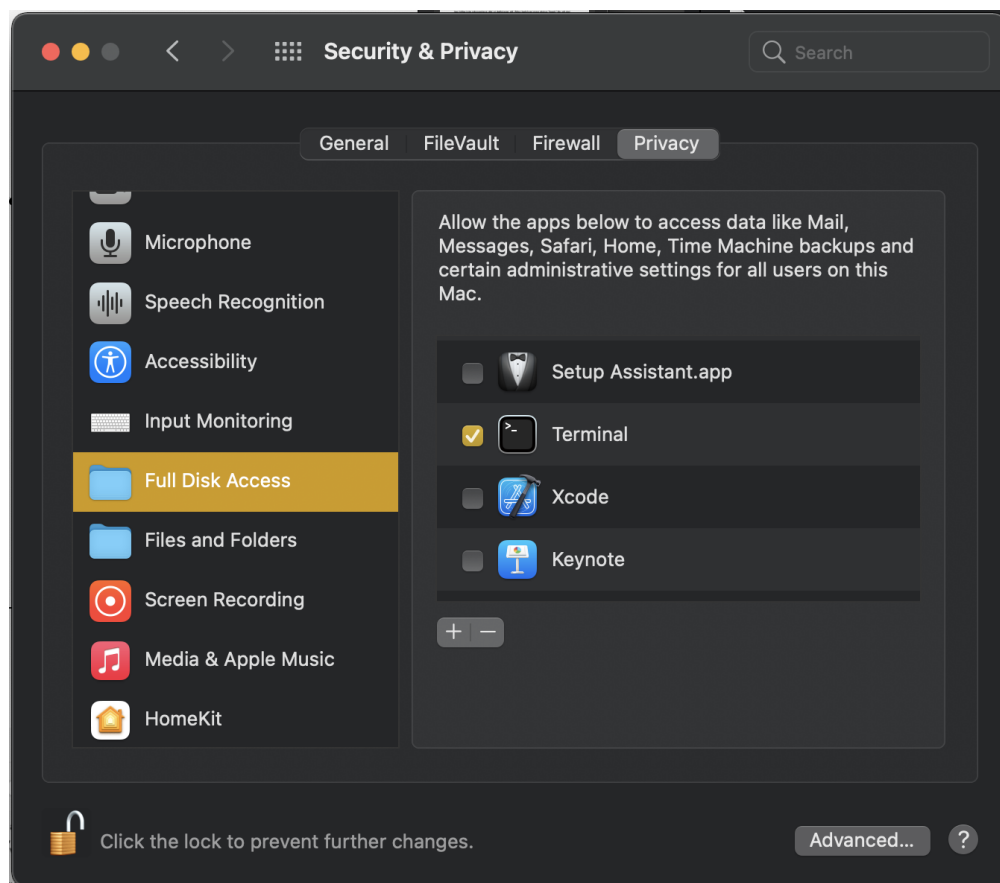 Security & Privacy
Search
General
FileVault
Firewall
Privacy
Microphone
Speech Recognition
Accessibility
Input Monitoring
Full Disk Access
Files and Folders
Screen Recording
Media & Apple Music
HomeKit
Allow the apps below to access data like Mail,
Messages, Safari, Home, Time Machine backups and
certain administrative settings for all users on this
Mac.
Setup Assistant.app
Terminal
Xcode
Keynote
Click the lock to prevent further changes.
Advanced...
?